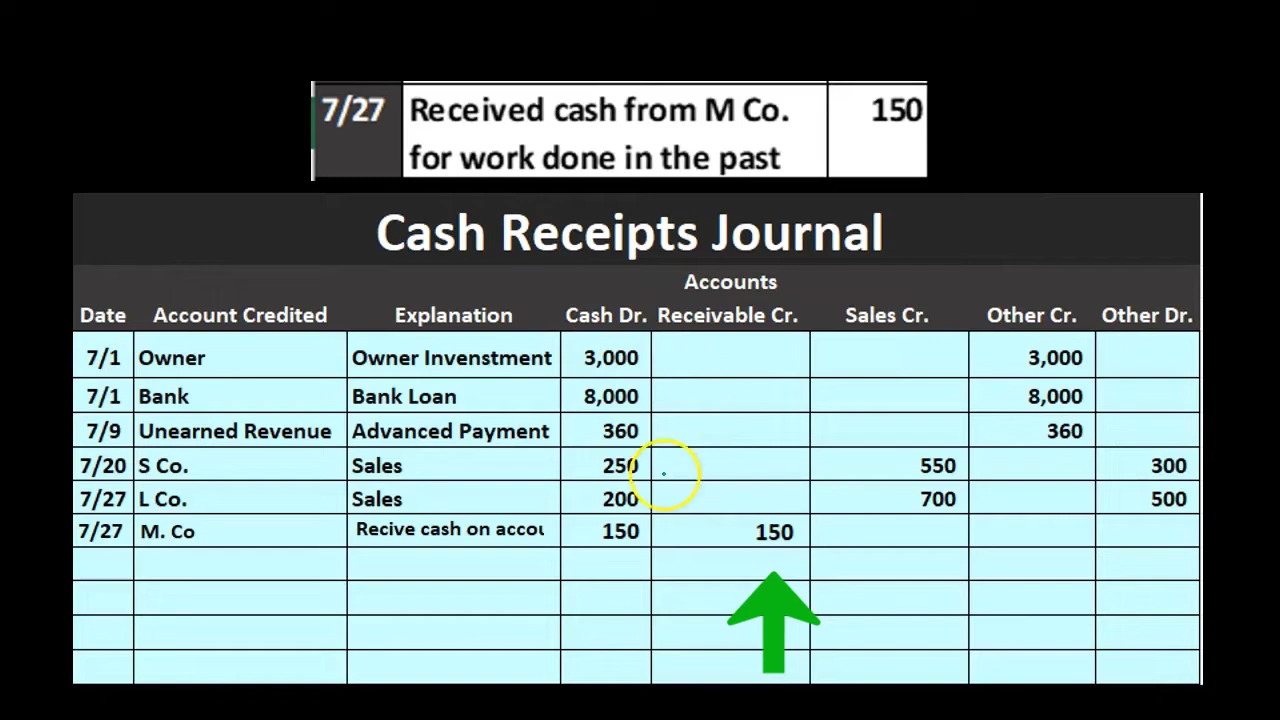 7/27 Received cash from M Co. 150
for work done in the past
Cash Receipts Journal
Accounts
Date Account Credited Explanation Cash Dr. Receivable Cr. Sales Cr. Other Cr. Other Dr.
7/1 Owner Owner Invenstment 3,000 3,000
7/1 Bank Bank Loan 8,000 8,000
7/9 Unearned Revenue Advanced Payment 360 360
7/20 S Co. Sales 250 550 300
7/27 L Co. Sales 200 700 500
7/27 M. Co Recive cash on accou 150 150